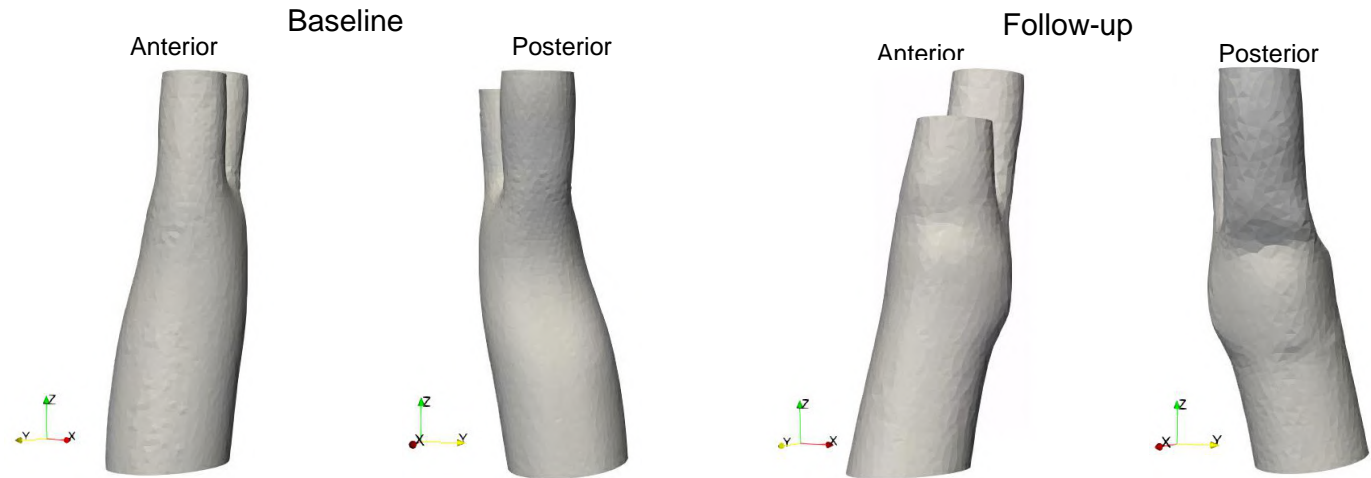 Baseline
Follow-up
Anterior
Posterior
Anterior
Posterior
Z
Y
X
Z
X
Y
Z
Y
X
Z
X
Y